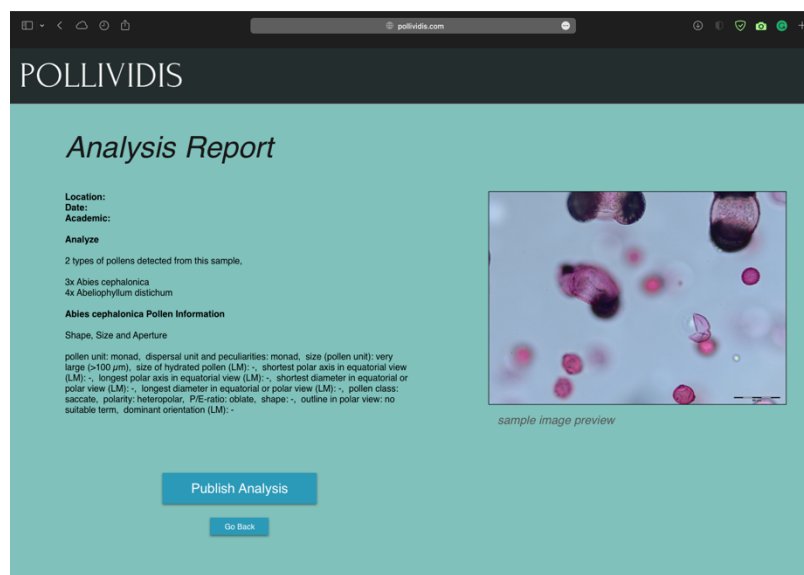 pollividis.com
POLLIVIDIS
Analysis Report
Location:
Date:
Academic:
Analyze
2 types of pollens detected from this sample,
3x Abies cephalonica
4x Abeliophyllum distichum
Abies cephalonica Pollen Information
Shape, Size and Aperture
pollen unit: monad, dispersal unit and peculiarities: monad, size (pollen unit): very
large (>100 µm), size of hydrated pollen (LM): -, shortest polar axis in equatorial view
(LM): -, longest polar axis in equatorial view (LM): -, shortest diameter in equatorial or
polar view (LM): -, longest diameter in equatorial or polar view (LM): -, pollen class:
saccate, polarity: heteropolar, P/E-ratio: oblate, shape: -, outline in polar view: no
suitable term, dominant orientation (LM): -
sample image preview
Publish Analysis
Go Back